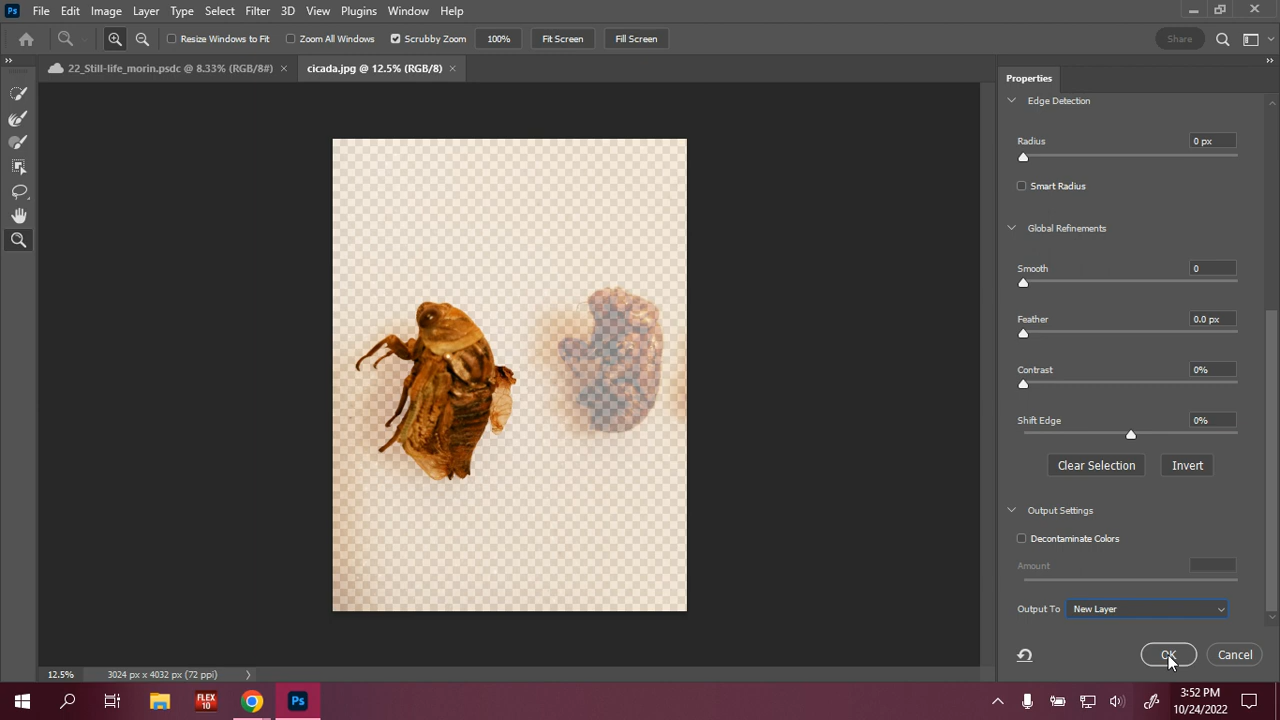 Ps File Edit Image Layer Type Select Filter 3D View Plugins Window Help
Resize Windows to Fit Zoom All Windows Scrubby Zoom 100% Fit Screen Fill Screen Share
22_Still-life_morin.psdc @ 8.33% (RGB/8#) × cicada.jpg @ 12.5% (RGB/8) ×
Properties
Edge Detection
Radius 0 px
Smart Radius
Global Refinements
Smooth 0
Feather 0.0 px
Contrast 0%
Shift Edge 0%
Clear Selection Invert
Output Settings
Decontaminate Colors
Amount
Output To New Layer
OK Cancel
12.5% 3024 px x 4032 px (72 ppi)
FLEX 10 Ps 3:52 PM
10/24/2022